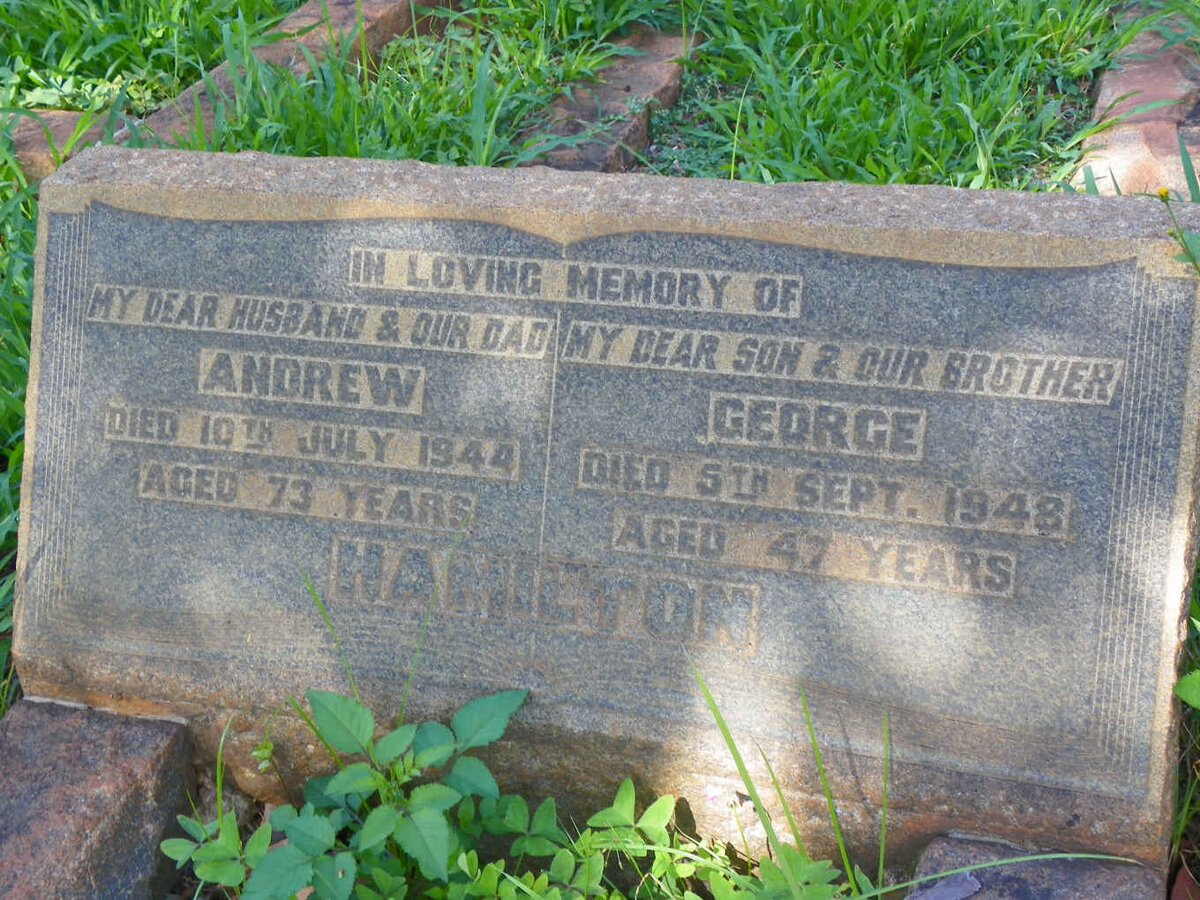 IN LOVING MEMORY OF
MY DEAR HUSBAND & OUR DAD
ANDREW
DIED 10TH JULY 1944
AGED 73 YEARS
MY DEAR SON & OUR BROTHER
GEORGE
DIED 5TH SEPT. 1948
AGED 47 YEARS
HAMILTON